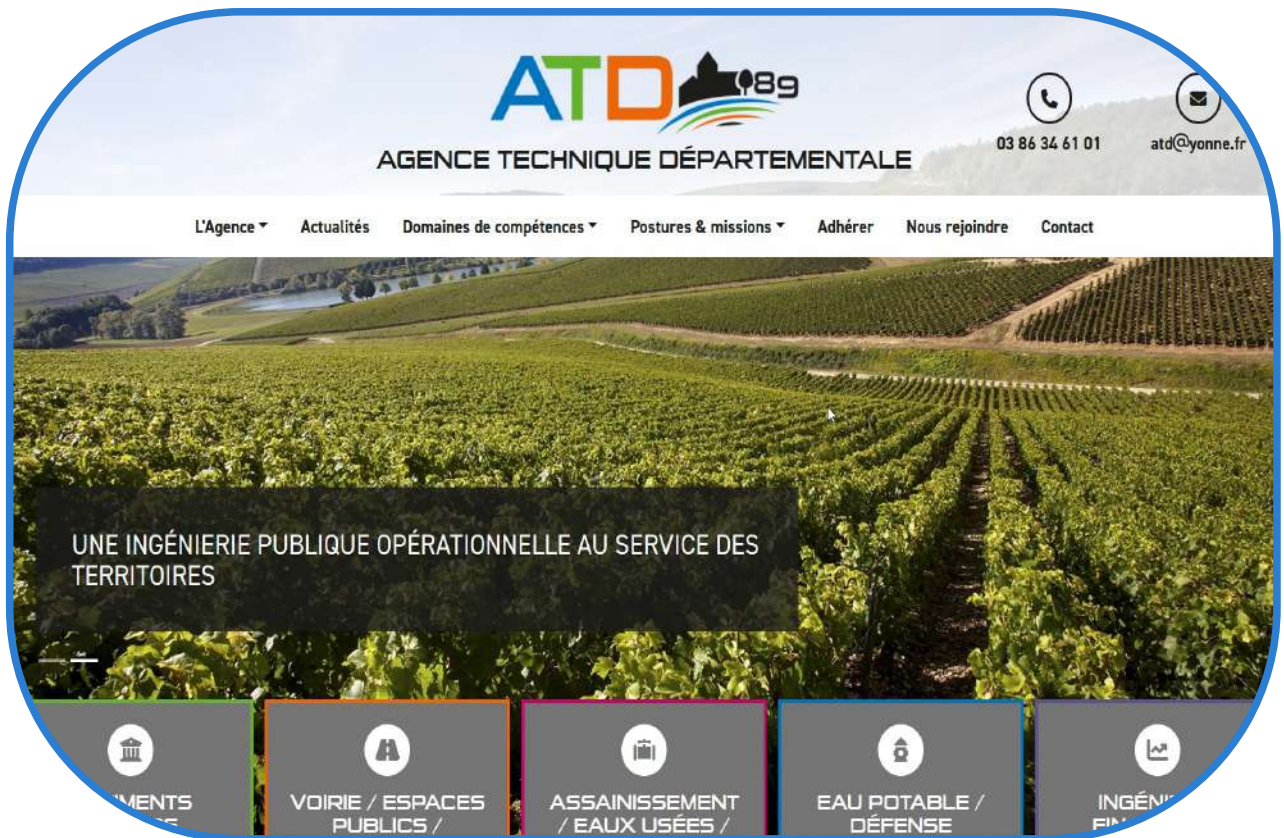 ATD 89
AGENCE TECHNIQUE DÉPARTEMENTALE
03 86 34 61 01
atd@yonne.fr
L'Agence
Actualités
Domaines de compétences
Postures & missions
Adhérer
Nous rejoindre
Contact
UNE INGÉNIERIE PUBLIQUE OPÉRATIONNELLE AU SERVICE DES
TERRITOIRES
VOIRIE / ESPACES
PUBLICS /
ASSAINISSEMENT
/ EAUX USÉES /
EAU POTABLE /
DÉFENSE